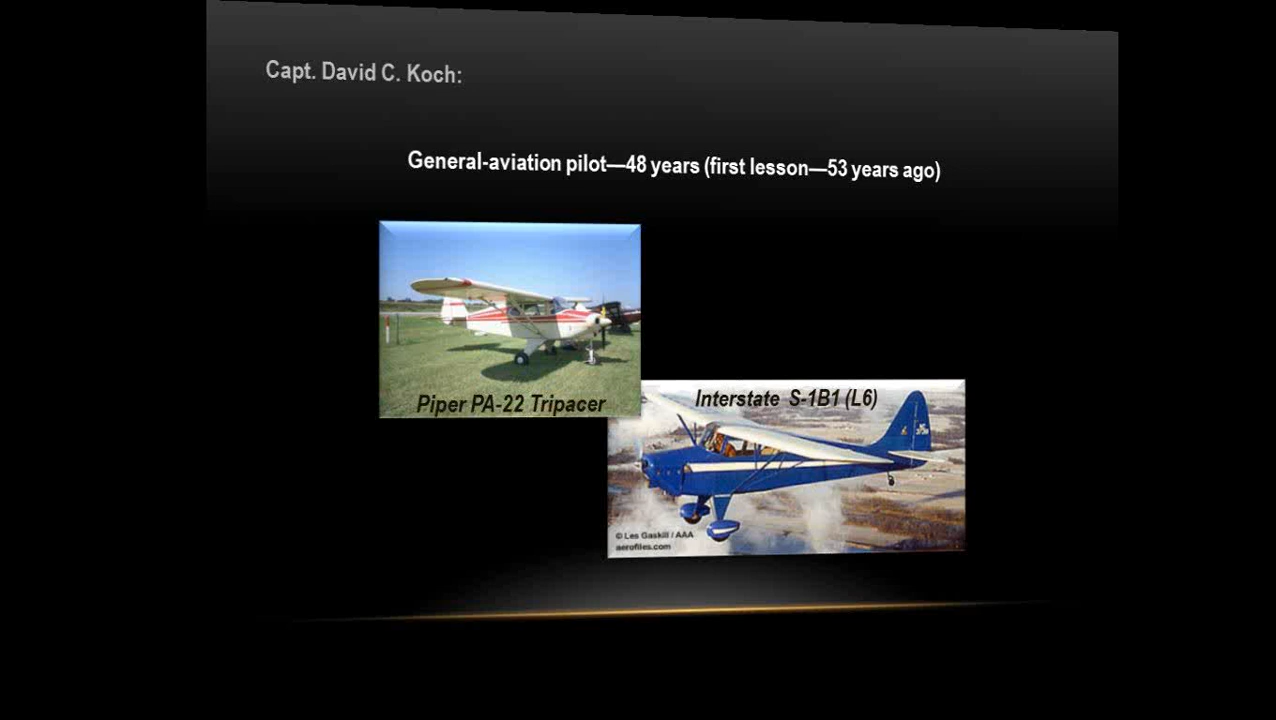 Capt. David C. Koch:
General-aviation pilot—48 years (first lesson—53 years ago)
Piper PA-22 Tripacer
Interstate S-1B1 (L6)
© Les Gaskill / AAA
aerofiles.com